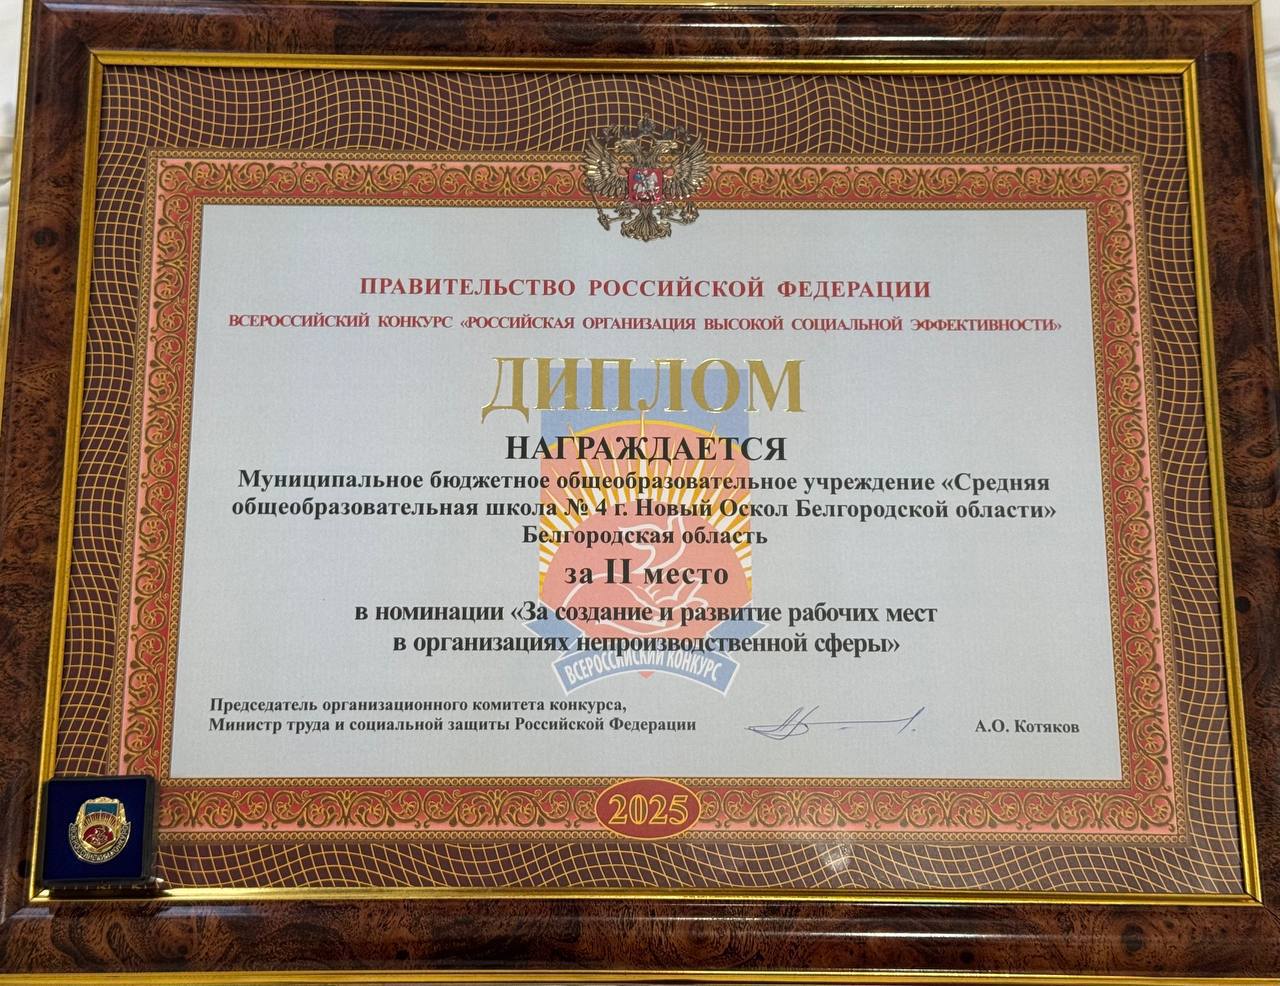 ПРАВИТЕЛЬСТВО РОССИЙСКОЙ ФЕДЕРАЦИИ
ВСЕРОССИЙСКИЙ КОНКУРС «РОССИЙСКАЯ ОРГАНИЗАЦИЯ ВЫСОКОЙ СОЦИАЛЬНОЙ ЭФФЕКТИВНОСТИ»
ДИПЛОМ
НАГРАЖДАЕТСЯ
Муниципальное бюджетное общеобразовательное учреждение «Средняя
общеобразовательная школа № 4 г. Новый Оскол Белгородской области»
Белгородская область
за II место
в номинации «За создание и развитие рабочих мест
в организациях непроизводственной сферы»
ВСЕРОССИЙСКИЙ КОНКУРС
Председатель организационного комитета конкурса,
Министр труда и социальной защиты Российской Федерации
А.О. Котяков
2025